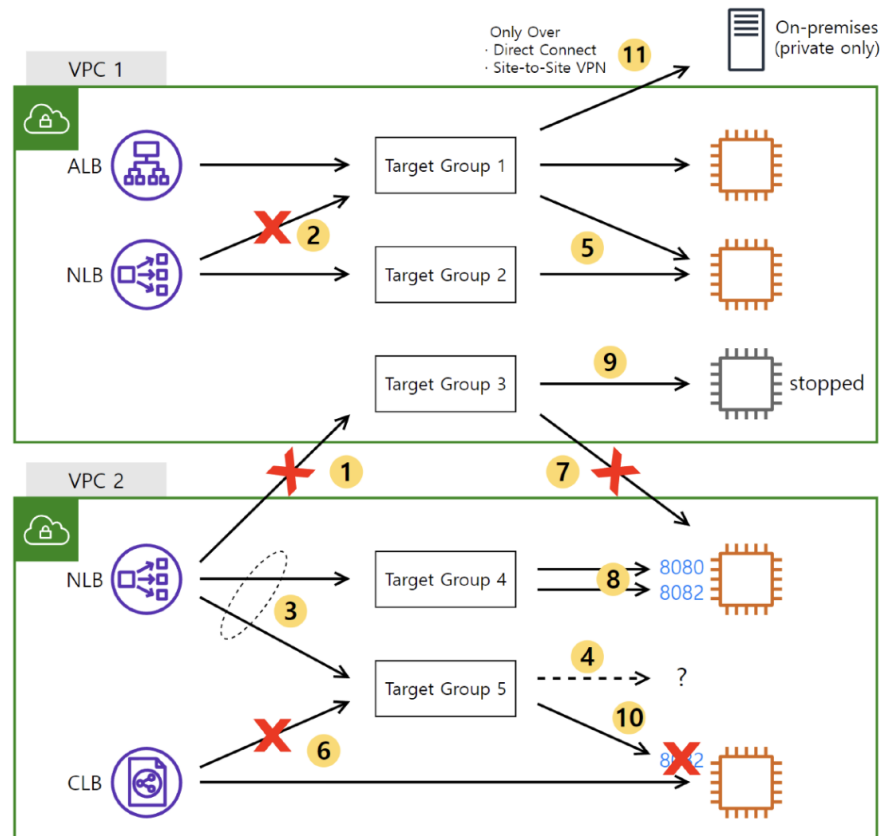 Only Over
· Direct Connect
· Site-to-Site VPN
11
On-premises
(private only)
VPC 1
ALB
Target Group 1
2
5
NLB
Target Group 2
9
Target Group 3
stopped
1
7
VPC 2
NLB
Target Group 4
8
8080
8082
3
4
Target Group 5
?
10
6
8082
CLB